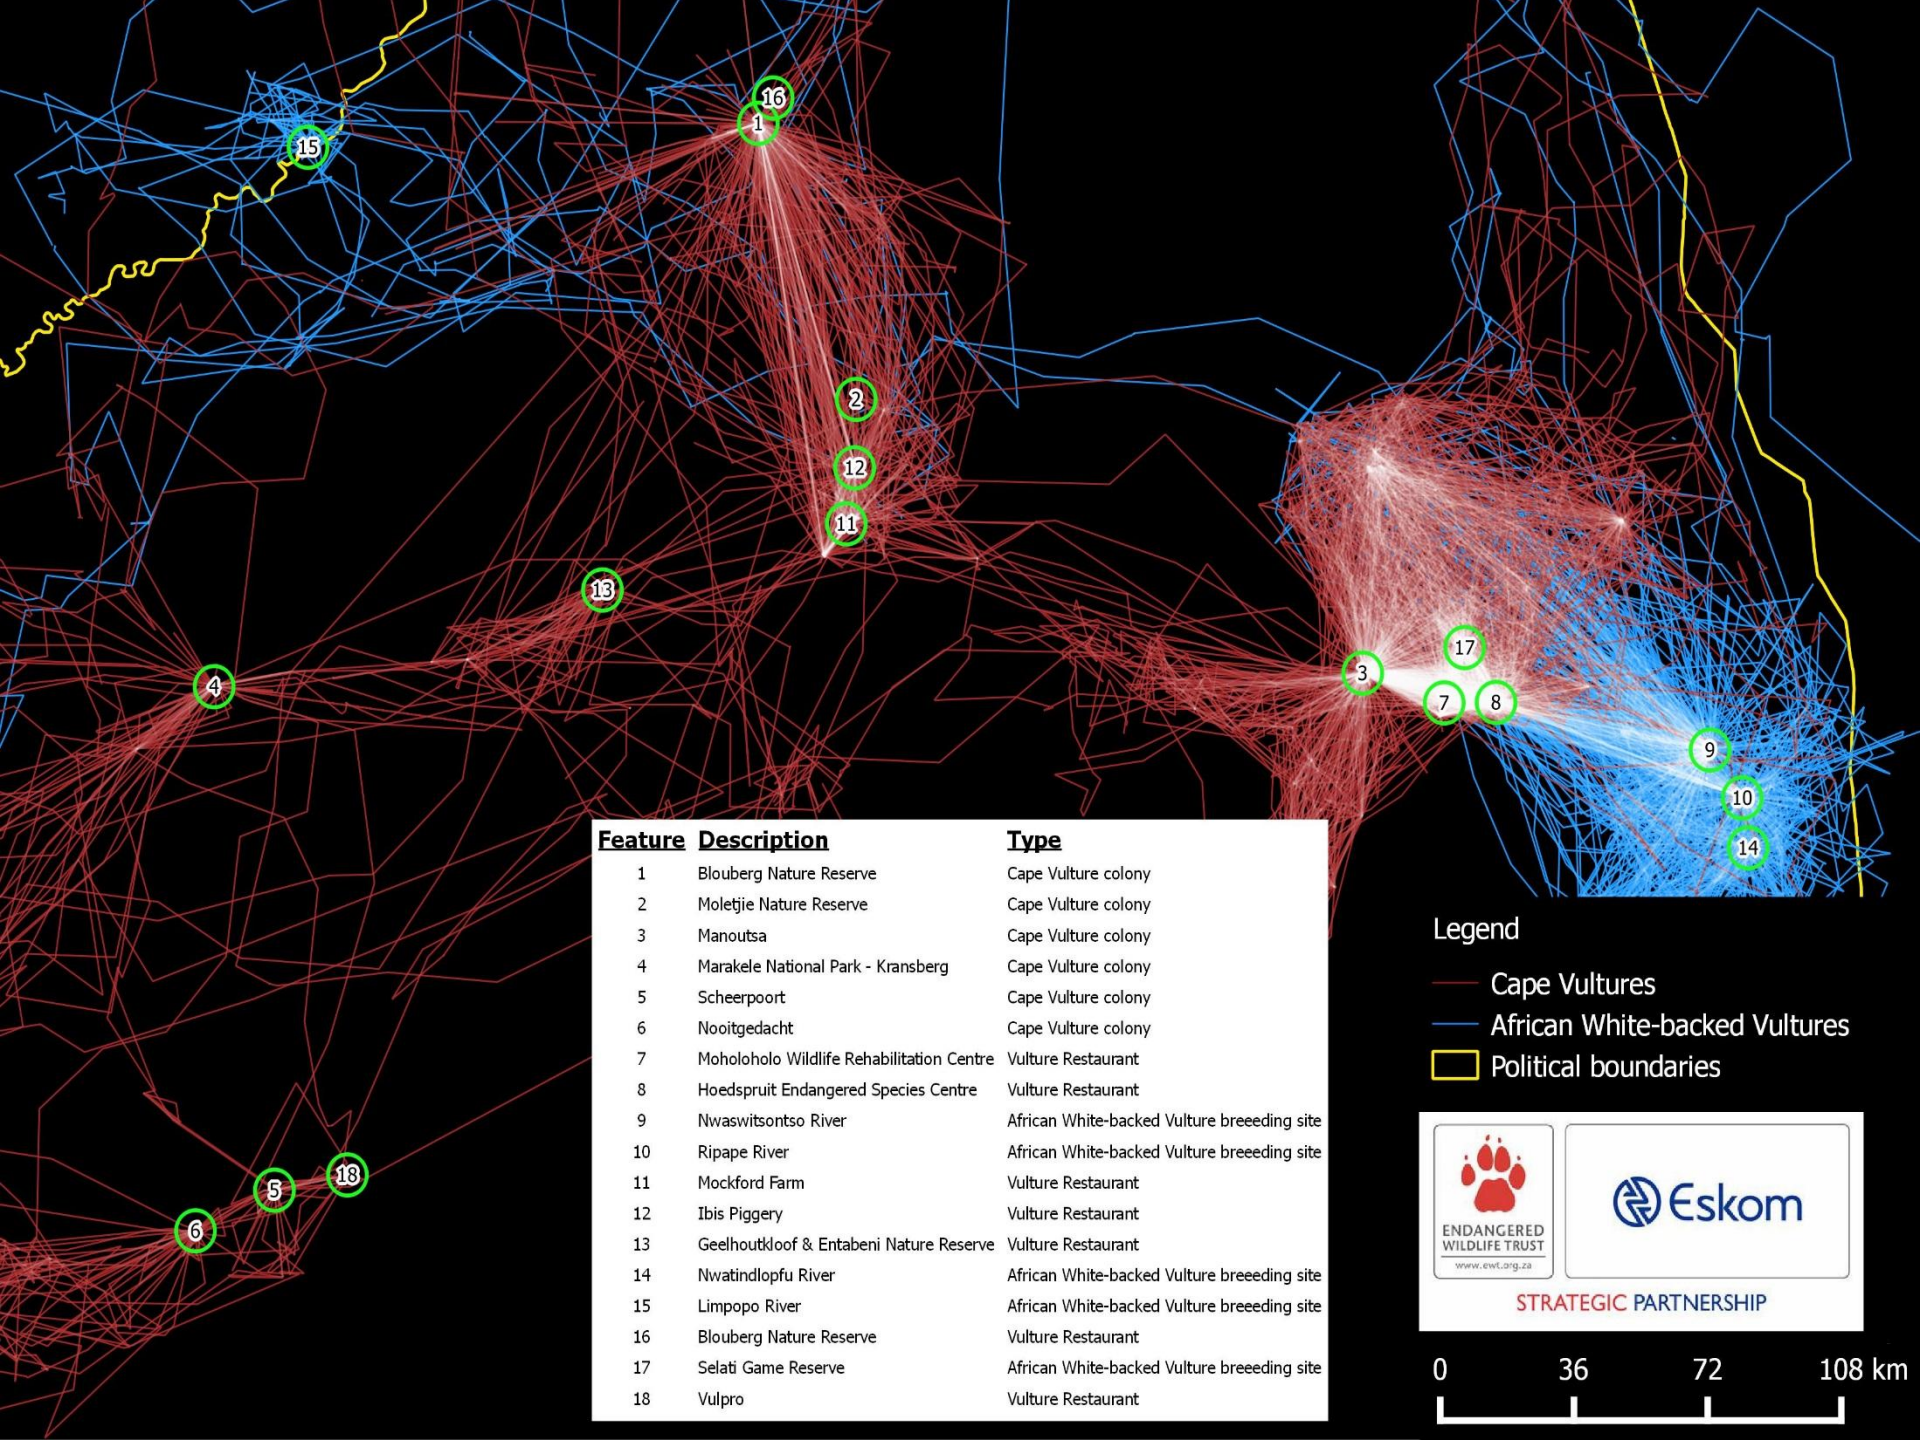 16
1
15
2
12
11
13
4
17
3
7
8
9
10
14
18
5
6
Feature Description Type
1 Blouberg Nature Reserve Cape Vulture colony
2 Moletjie Nature Reserve Cape Vulture colony
3 Manoutsa Cape Vulture colony
4 Marakele National Park - Kransberg Cape Vulture colony
5 Scheerpoort Cape Vulture colony
6 Nooitgedacht Cape Vulture colony
7 Moholoholo Wildlife Rehabilitation Centre Vulture Restaurant
8 Hoedspruit Endangered Species Centre Vulture Restaurant
9 Nwaswitsontso River African White-backed Vulture breeeding site
10 Ripape River African White-backed Vulture breeeding site
11 Mockford Farm Vulture Restaurant
12 Ibis Piggery Vulture Restaurant
13 Geelhoutkloof & Entabeni Nature Reserve Vulture Restaurant
14 Nwatindlopfu River African White-backed Vulture breeeding site
15 Limpopo River African White-backed Vulture breeeding site
16 Blouberg Nature Reserve Vulture Restaurant
17 Selati Game Reserve African White-backed Vulture breeeding site
18 Vulpro Vulture Restaurant
Legend
Cape Vultures
African White-backed Vultures
Political boundaries
ENDANGERED
WILDLIFE TRUST
www.ewt.org.za
Eskom
STRATEGIC PARTNERSHIP
0 36 72 108 km